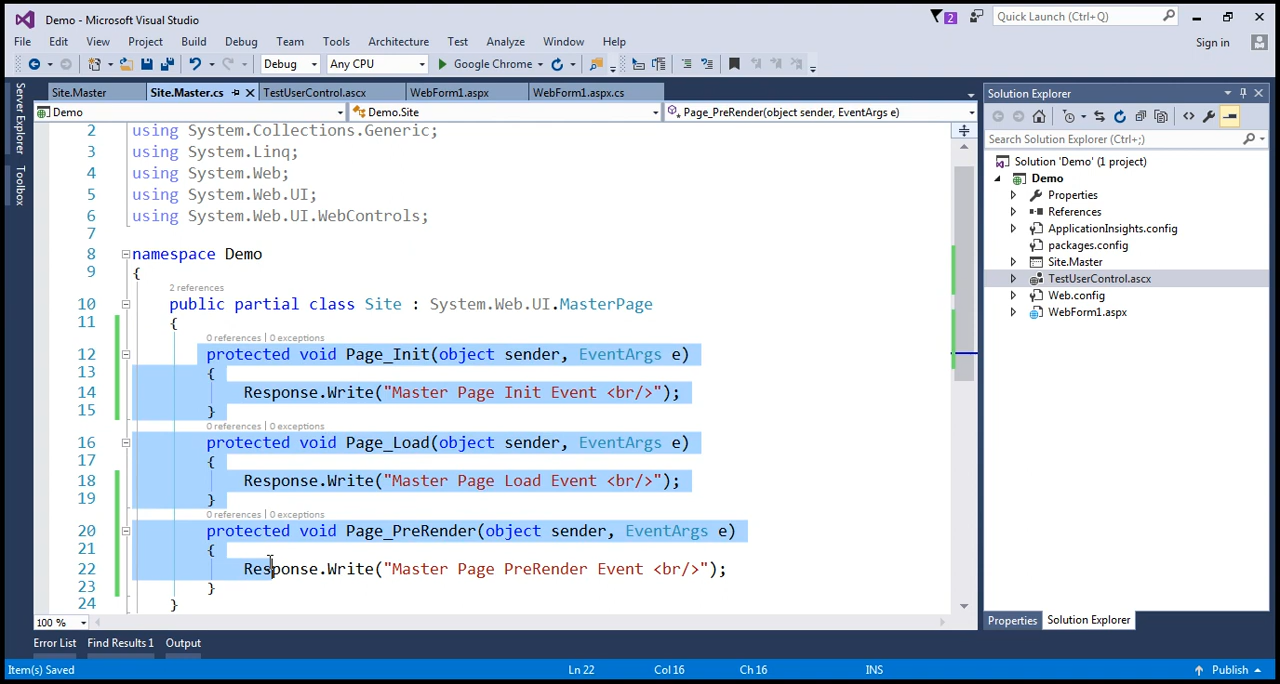 Demo - Microsoft Visual Studio
2
Quick Launch (Ctrl+Q)
File Edit View Project Build Debug Team Tools Architecture Test Analyze Window Help
Sign in
Debug Any CPU Google Chrome
Server Explorer
Toolbox
Site.Master Site.Master.cs TestUserControl.ascx WebForm1.aspx WebForm1.aspx.cs
Demo Demo.Site Page_PreRender(object sender, EventArgs e)
2 using System.Collections.Generic;
3 using System.Linq;
4 using System.Web;
5 using System.Web.UI;
6 using System.Web.UI.WebControls;
7
8 namespace Demo
9 {
2 references
10 public partial class Site : System.Web.UI.MasterPage
11 {
0 references | 0 exceptions
12 protected void Page_Init(object sender, EventArgs e)
13 {
14 Response.Write("Master Page Init Event <br/>");
15 }
0 references | 0 exceptions
16 protected void Page_Load(object sender, EventArgs e)
17 {
18 Response.Write("Master Page Load Event <br/>");
19 }
0 references | 0 exceptions
20 protected void Page_PreRender(object sender, EventArgs e)
21 {
22 Response.Write("Master Page PreRender Event <br/>");
23 }
24 }
100 %
Solution Explorer
Search Solution Explorer (Ctrl+;)
Solution 'Demo' (1 project)
Demo
Properties
References
ApplicationInsights.config
packages.config
Site.Master
TestUserControl.ascx
Web.config
WebForm1.aspx
Properties Solution Explorer
Error List Find Results 1 Output
Item(s) Saved Ln 22 Col 16 Ch 16 INS Publish